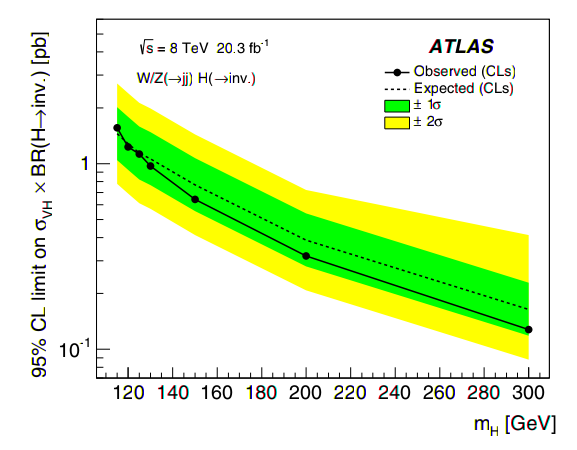 √s = 8 TeV 20.3 fb⁻¹
W/Z(→jj) H(→inv.)
ATLAS
Observed (CLs)
Expected (CLs)
± 1σ
± 2σ
95% CL limit on σ_VH × BR(H→inv.) [pb]
1
10⁻¹
120 140 160 180 200 220 240 260 280 300
m_H [GeV]